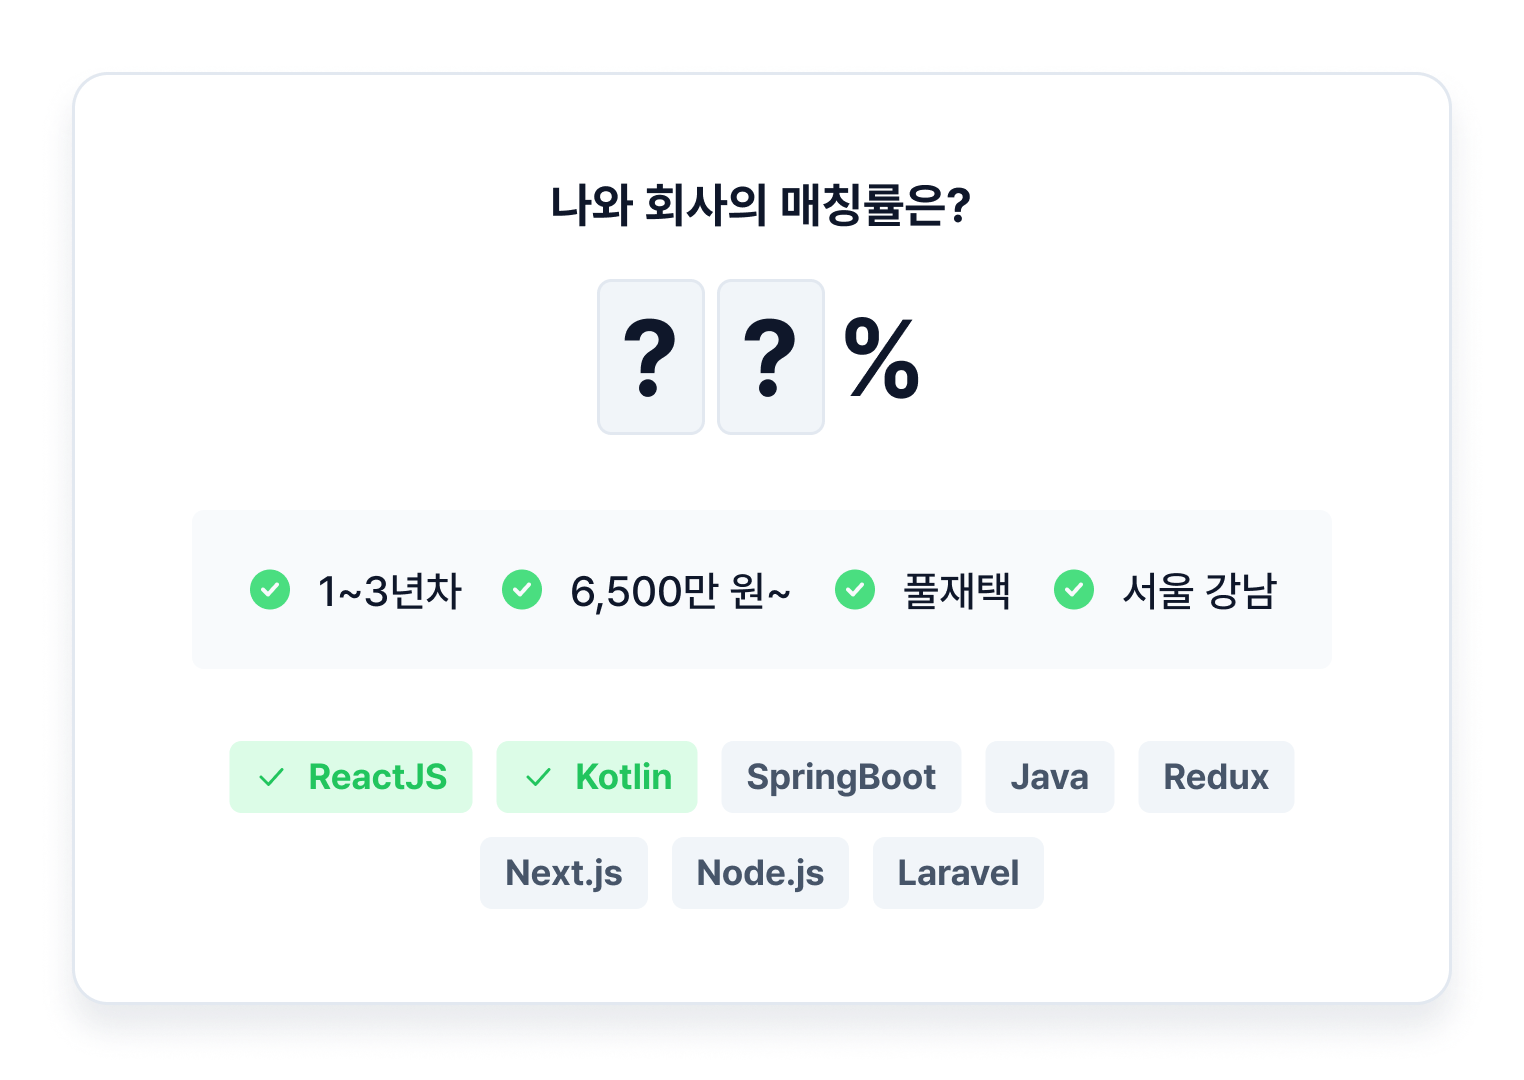 나와 회사의 매칭률은?
? ? %
1~3년차 6,500만 원~ 풀재택 서울 강남
ReactJS Kotlin SpringBoot Java Redux
Next.js Node.js Laravel